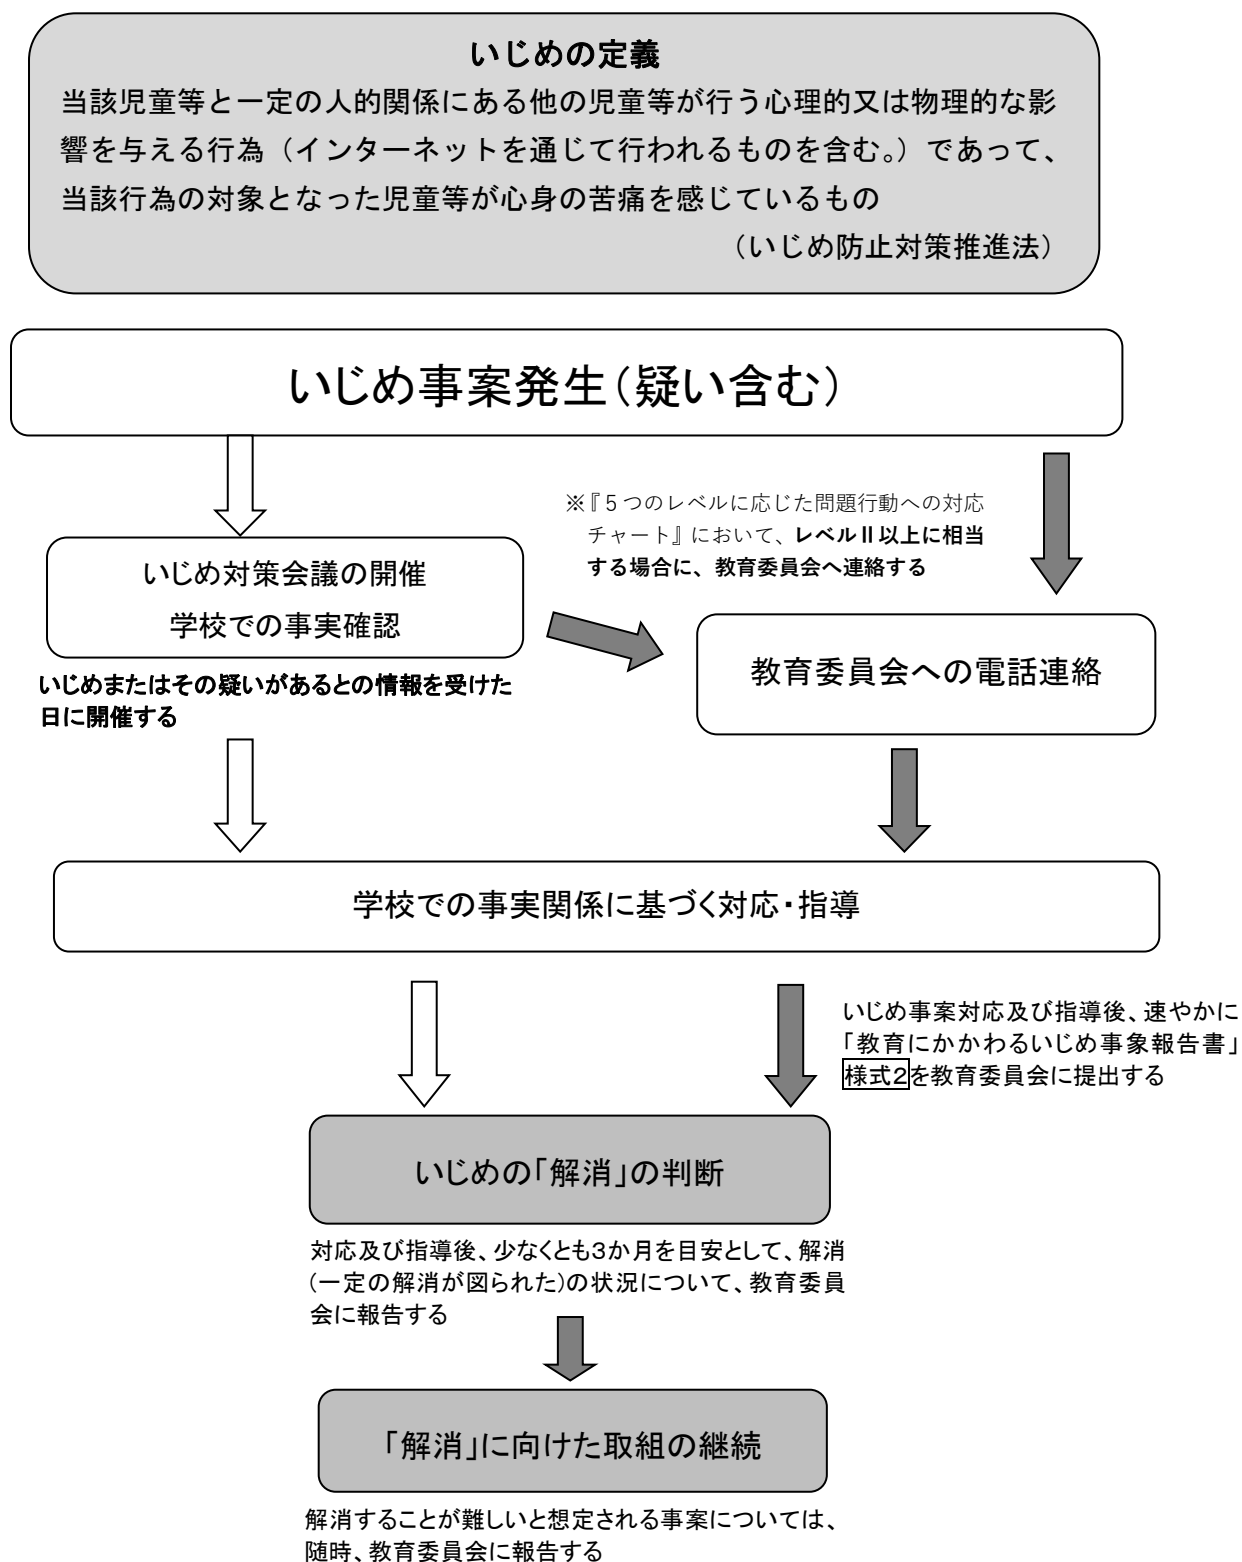 いじめの定義
当該児童等と一定の人的関係にある他の児童等が行う心理的又は物理的な影
響を与える行為（インターネットを通じて行われるものを含む。）であって、
当該行為の対象となった児童等が心身の苦痛を感じているもの
（いじめ防止対策推進法）
いじめ事案発生（疑い含む）
※『５つのレベルに応じた問題行動への対応
チャート』において、レベルⅡ以上に相当
する場合に、教育委員会へ連絡する
いじめ対策会議の開催
学校での事実確認
いじめまたはその疑いがあるとの情報を受けた
日に開催する
教育委員会への電話連絡
学校での事実関係に基づく対応・指導
いじめ事案対応及び指導後、速やかに
「教育にかかわるいじめ事象報告書」
様式２を教育委員会に提出する
いじめの「解消」の判断
対応及び指導後、少なくとも３か月を目安として、解消
(一定の解消が図られた)の状況について、教育委員
会に報告する
「解消」に向けた取組の継続
解消することが難しいと想定される事案については、
随時、教育委員会に報告する